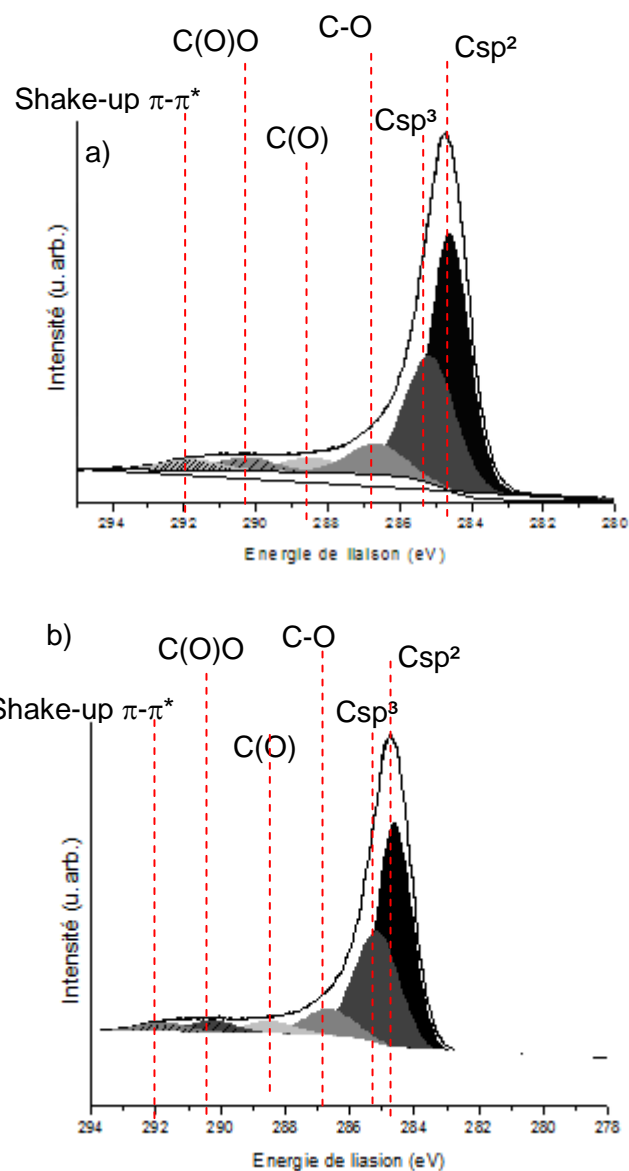 C(O)O
C-O
Csp²
Shake-up π-π*
C(O)
Csp³
a)
Intensité (u. arb.)
294 292 290 288 286 284 282 280
Energie de liaison (eV)
b)
C(O)O
C-O
Csp²
Shake-up π-π*
Csp³
C(O)
Intensité (u. arb.)
294 292 290 288 286 284 282 280 278
Energie de liasion (eV)